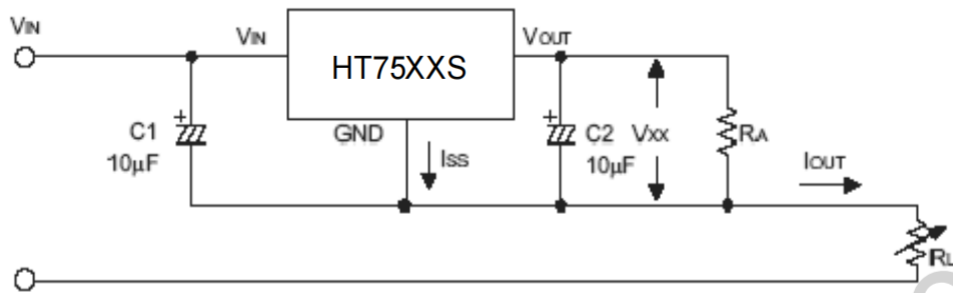 VIN
VIN
HT75XXS
VOUT
C1
10µF
GND
ISS
C2
10µF
VXX
RA
IOUT
RL